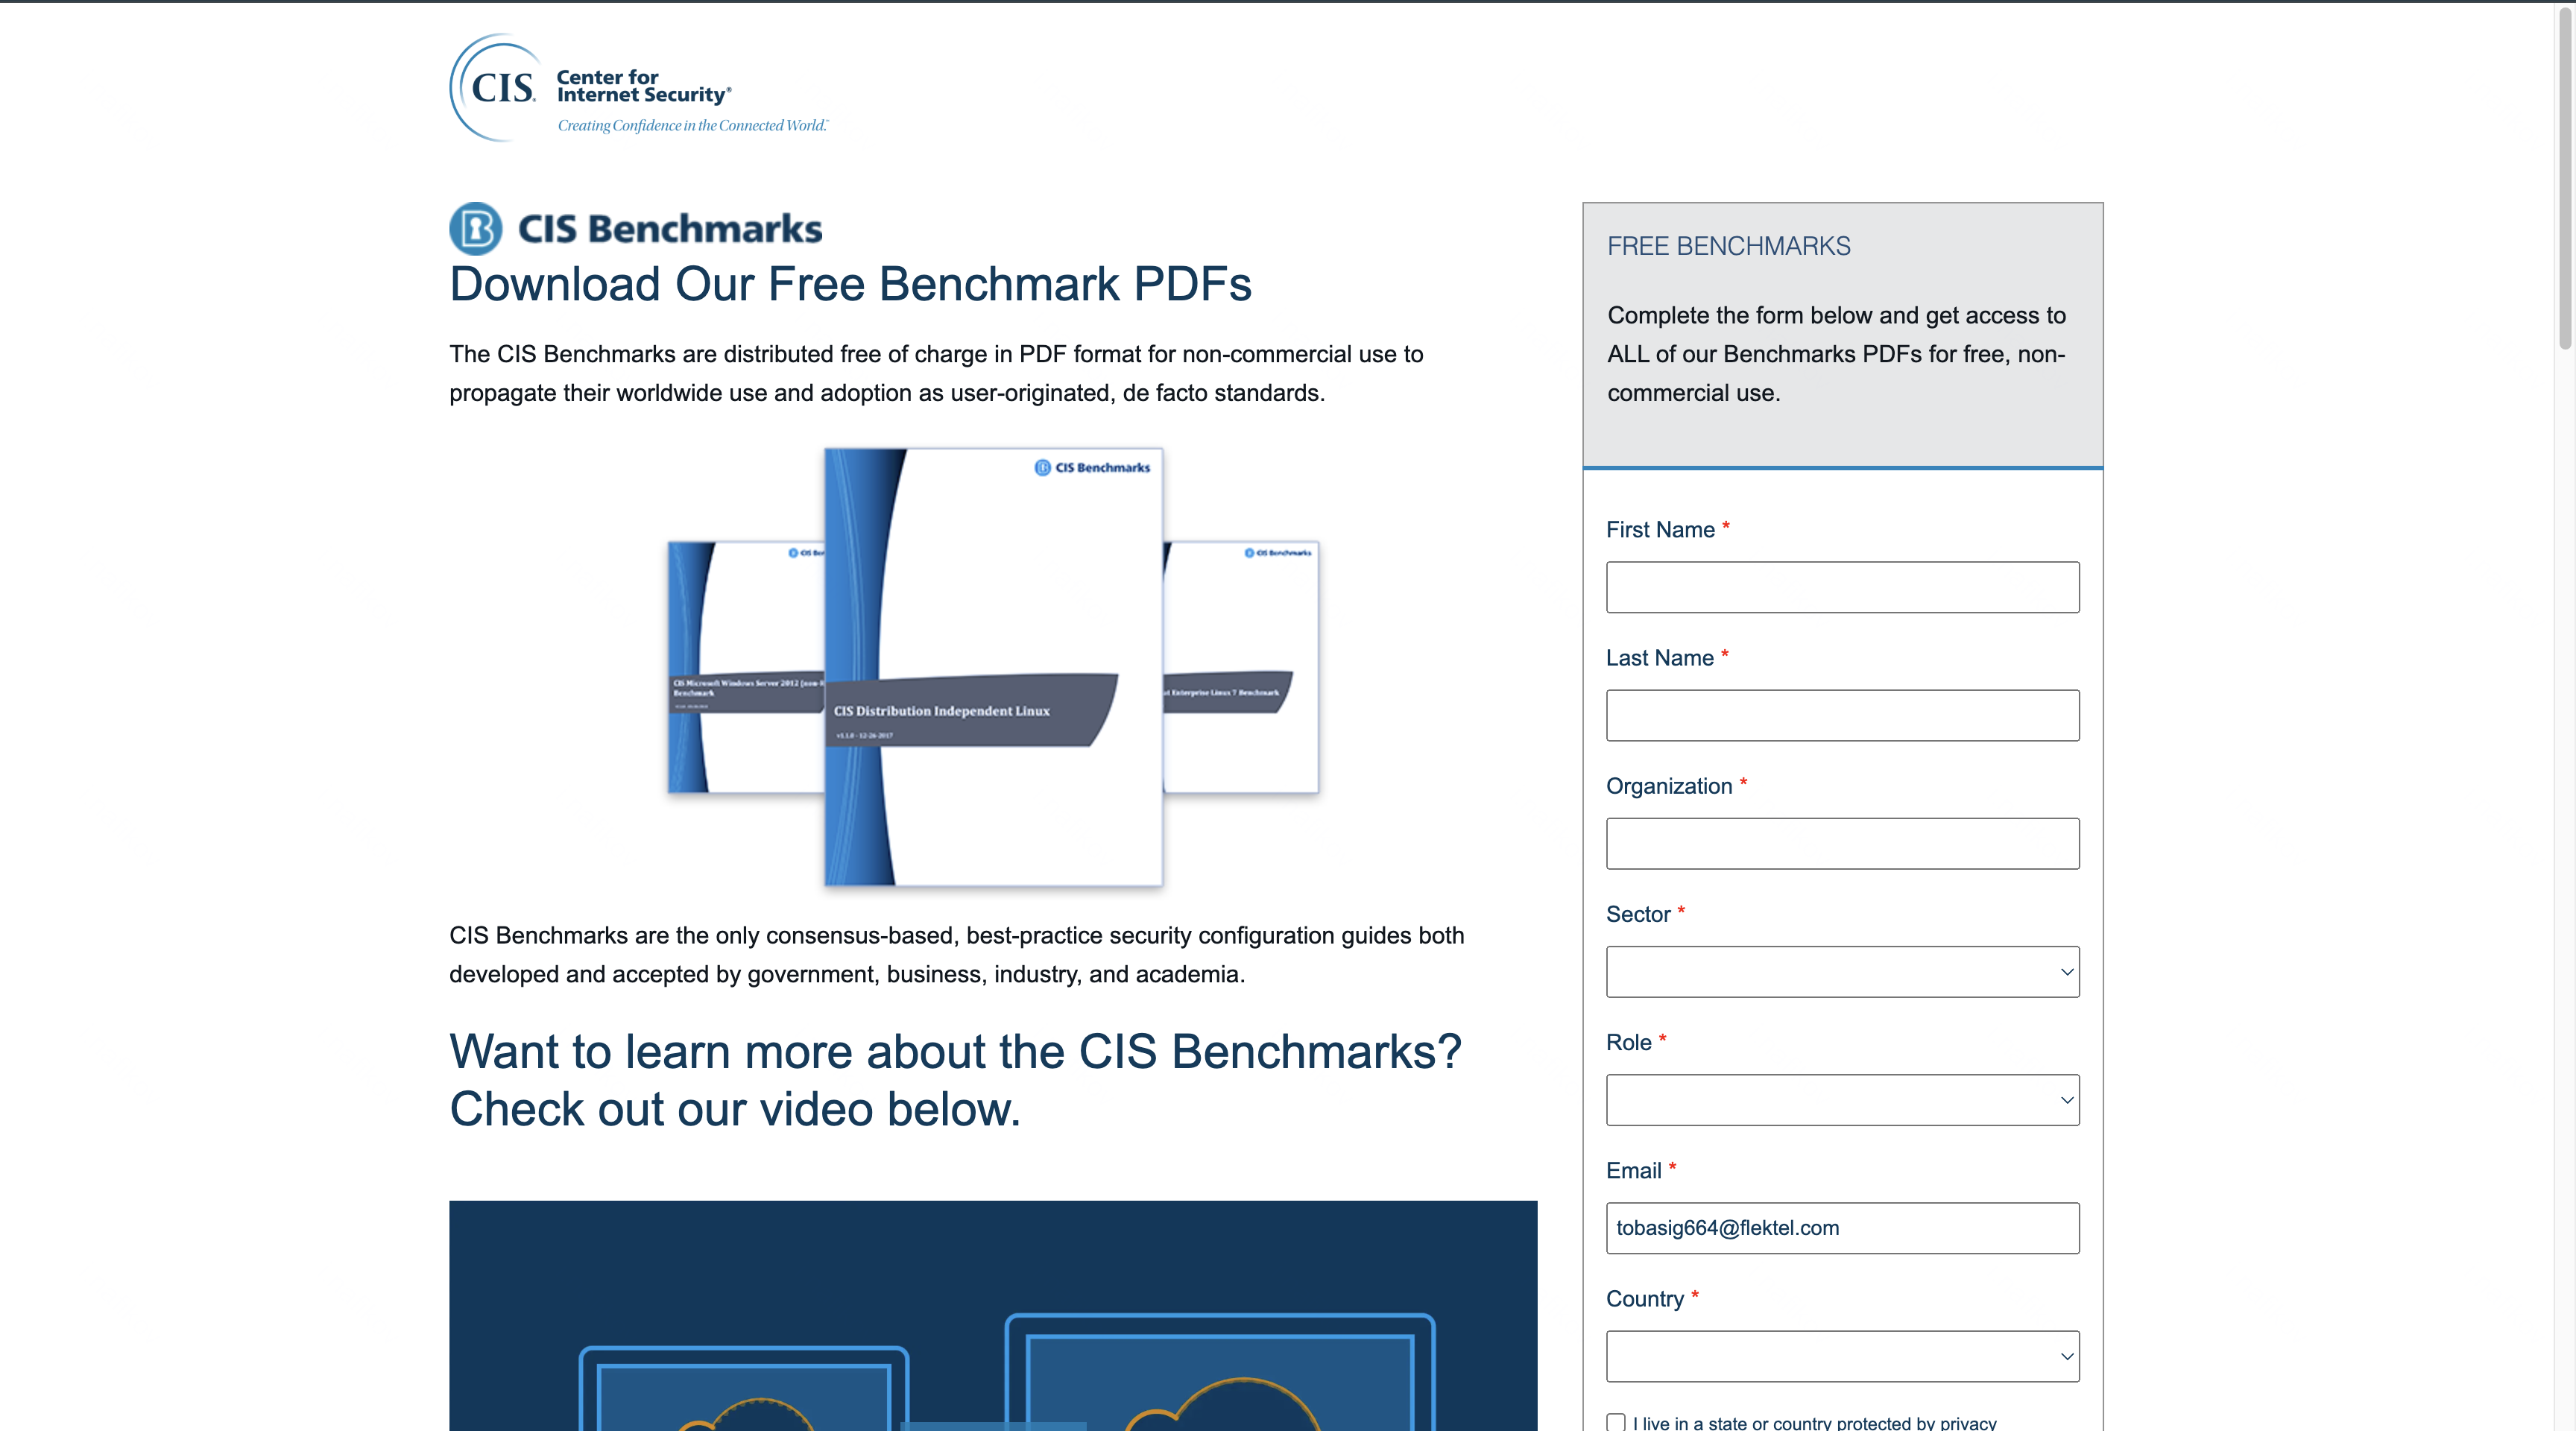 CIS.
Center for
Internet Security®
Creating Confidence in the Connected World.™
CIS Benchmarks
Download Our Free Benchmark PDFs
The CIS Benchmarks are distributed free of charge in PDF format for non-commercial use to
propagate their worldwide use and adoption as user-originated, de facto standards.
CIS Benchmarks
CIS Ben
CIS Benchmarks
CIS Microsoft Windows Server 2012 (non-R
Benchmark
CIS Distribution Independent Linux
v1.1.0 - 12-26-2017
at Enterprise Linux 7 Benchmark
CIS Benchmarks are the only consensus-based, best-practice security configuration guides both
developed and accepted by government, business, industry, and academia.
Want to learn more about the CIS Benchmarks?
Check out our video below.
FREE BENCHMARKS
Complete the form below and get access to
ALL of our Benchmarks PDFs for free, non-
commercial use.
First Name *
Last Name *
Organization *
Sector *
Role *
Email *
tobasig664@flektel.com
Country *
I live in a state or country protected by privacy